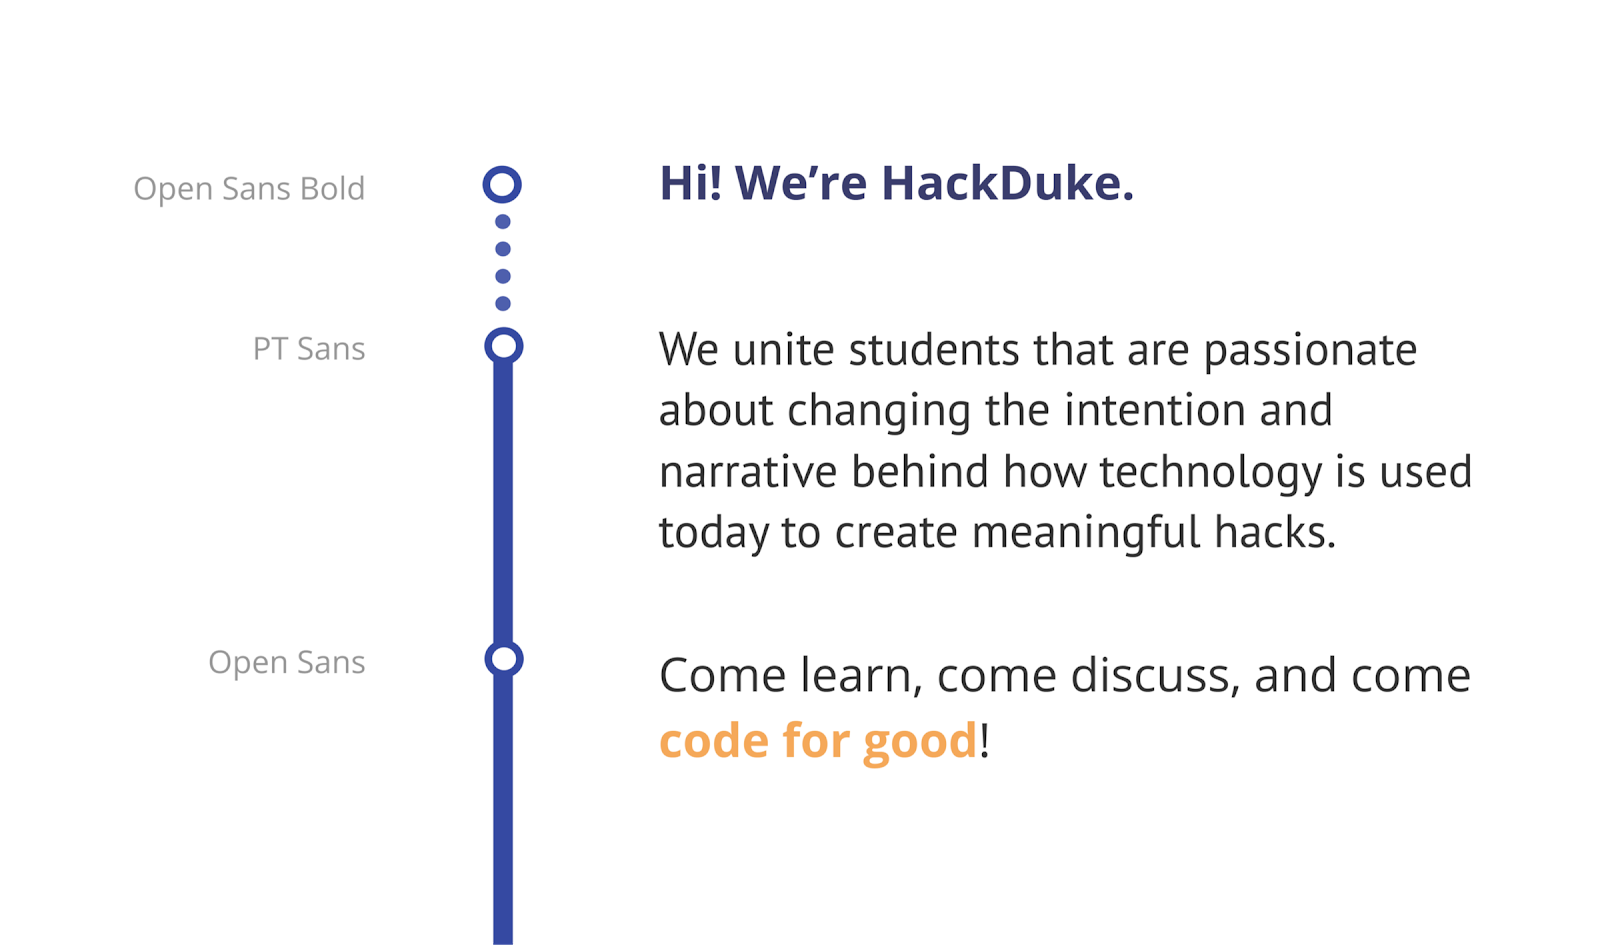 Open Sans Bold
Hi! We’re HackDuke.
PT Sans
We unite students that are passionate
about changing the intention and
narrative behind how technology is used
today to create meaningful hacks.
Open Sans
Come learn, come discuss, and come
code for good!